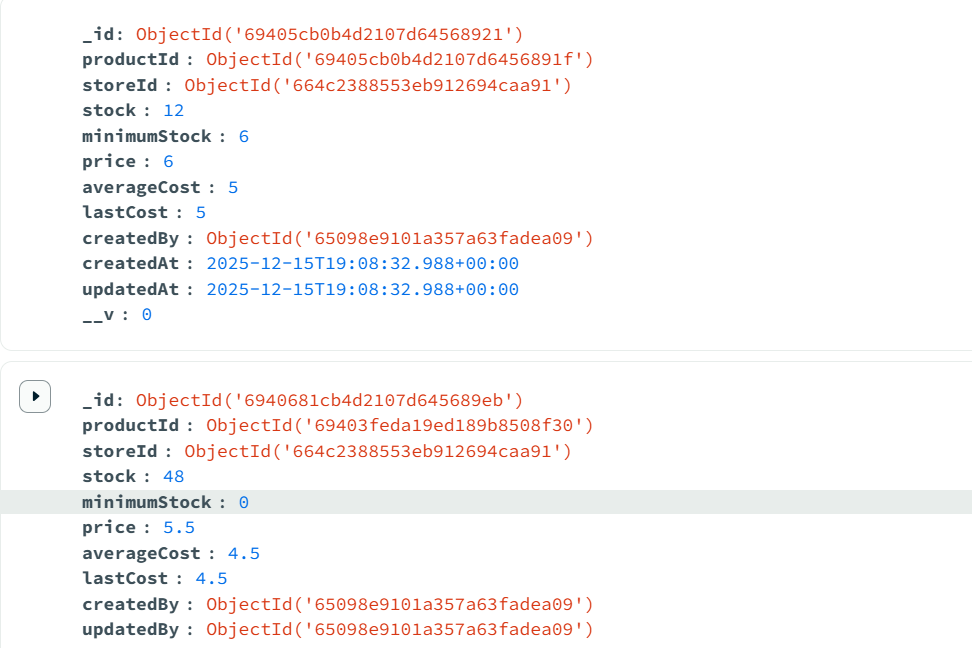 _id: ObjectId('69405cb0b4d2107d64568921')
productId : ObjectId('69405cb0b4d2107d6456891f')
storeId : ObjectId('664c2388553eb912694caa91')
stock : 12
minimumStock : 6
price : 6
averageCost : 5
lastCost : 5
createdBy : ObjectId('65098e9101a357a63fadea09')
createdAt : 2025-12-15T19:08:32.988+00:00
updatedAt : 2025-12-15T19:08:32.988+00:00
__v : 0
_id: ObjectId('6940681cb4d2107d645689eb')
productId : ObjectId('69403feda19ed189b8508f30')
storeId : ObjectId('664c2388553eb912694caa91')
stock : 48
minimumStock : 0
price : 5.5
averageCost : 4.5
lastCost : 4.5
createdBy : ObjectId('65098e9101a357a63fadea09')
updatedBy : ObjectId('65098e9101a357a63fadea09')